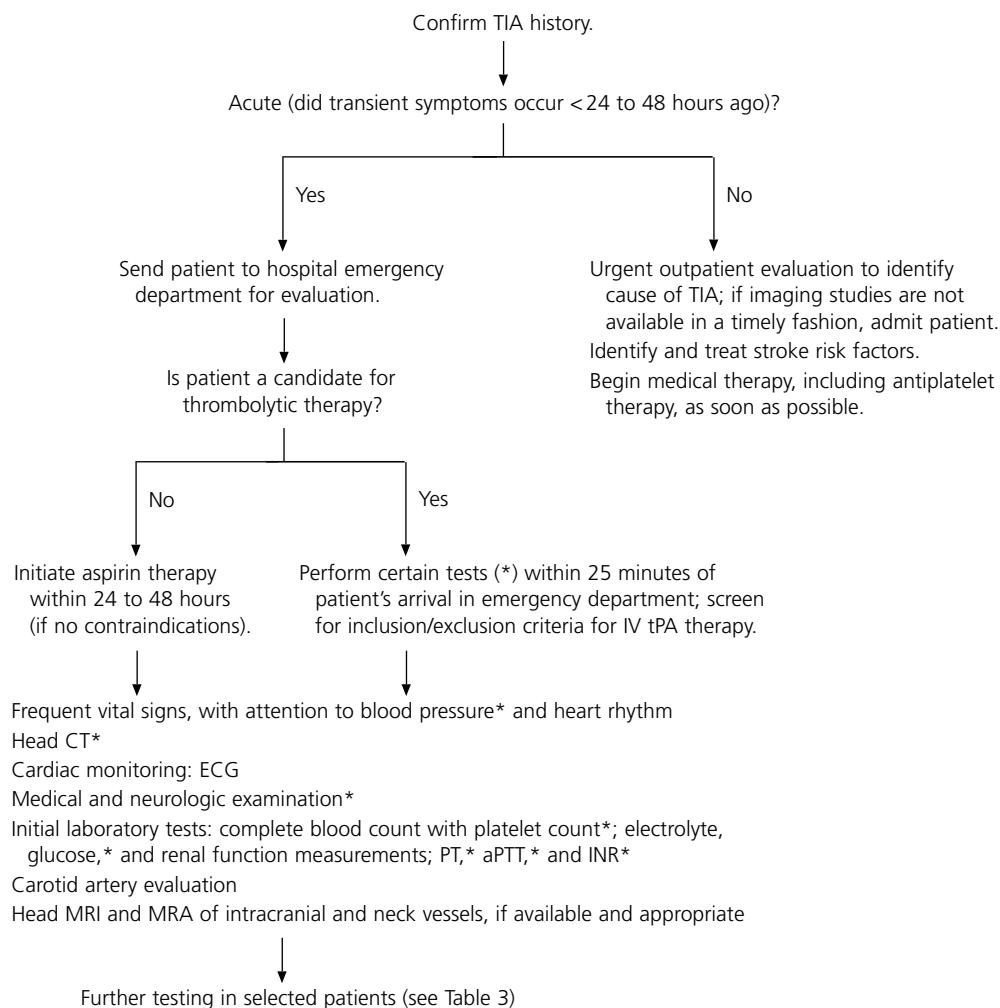 Confirm TIA history.
Acute (did transient symptoms occur <24 to 48 hours ago)?
Yes
No
Send patient to hospital emergency
department for evaluation.
Urgent outpatient evaluation to identify
cause of TIA; if imaging studies are not
available in a timely fashion, admit patient.
Identify and treat stroke risk factors.
Begin medical therapy, including antiplatelet
therapy, as soon as possible.
Is patient a candidate for
thrombolytic therapy?
No
Yes
Initiate aspirin therapy
within 24 to 48 hours
(if no contraindications).
Perform certain tests (*) within 25 minutes of
patient’s arrival in emergency department; screen
for inclusion/exclusion criteria for IV tPA therapy.
Frequent vital signs, with attention to blood pressure* and heart rhythm
Head CT*
Cardiac monitoring: ECG
Medical and neurologic examination*
Initial laboratory tests: complete blood count with platelet count*; electrolyte,
glucose,* and renal function measurements; PT,* aPTT,* and INR*
Carotid artery evaluation
Head MRI and MRA of intracranial and neck vessels, if available and appropriate
Further testing in selected patients (see Table 3)